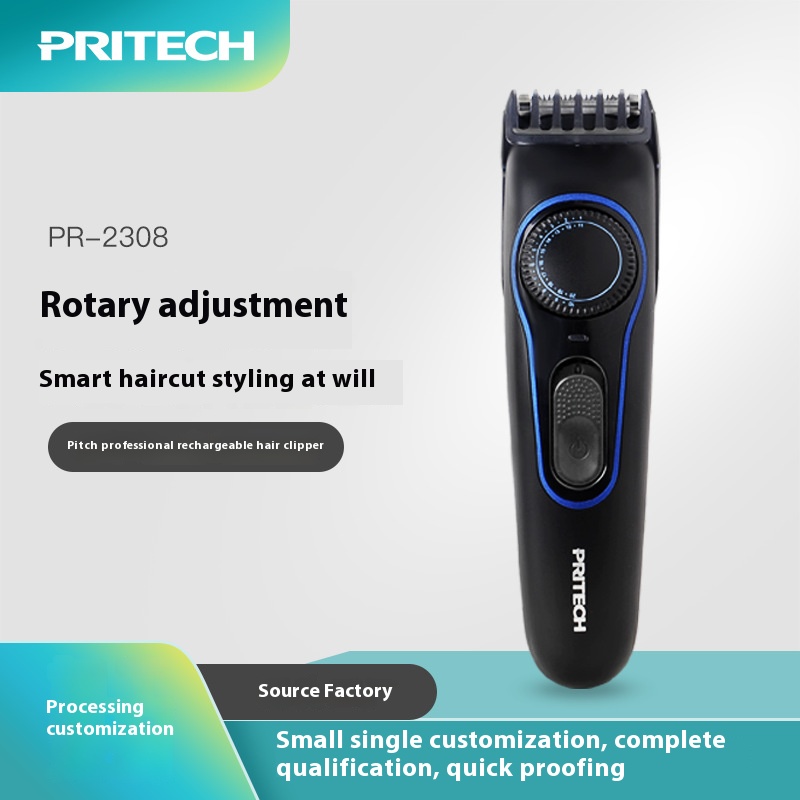 PRITECH
PR-2308
Rotary adjustment
Smart haircut styling at will
Pitch professional rechargeable hair clipper
PRITECH
Source Factory
Processing
customization
Small single customization, complete
qualification, quick proofing